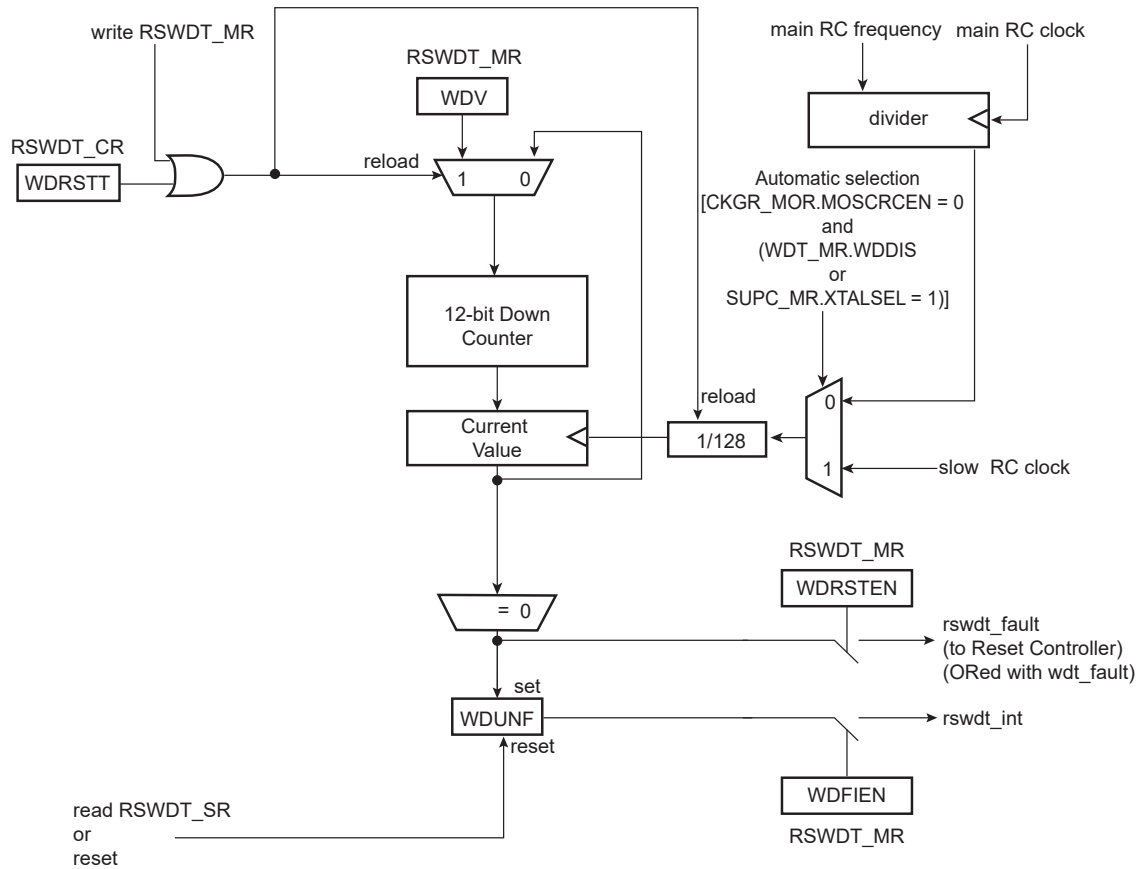 write RSWDT_MR
main RC frequency
main RC clock
RSWDT_MR
WDV
divider
RSWDT_CR
WDRSTT
reload
1
0
Automatic selection
[CKGR_MOR.MOSCRCEN = 0
and
(WDT_MR.WDDIS
or
SUPC_MR.XTALSEL = 1)]
12-bit Down
Counter
reload
0
Current
Value
1/128
1
slow RC clock
RSWDT_MR
WDRSTEN
= 0
rswdt_fault
(to Reset Controller)
(ORed with wdt_fault)
set
WDUNF
rswdt_int
reset
WDFIEN
RSWDT_MR
read RSWDT_SR
or
reset